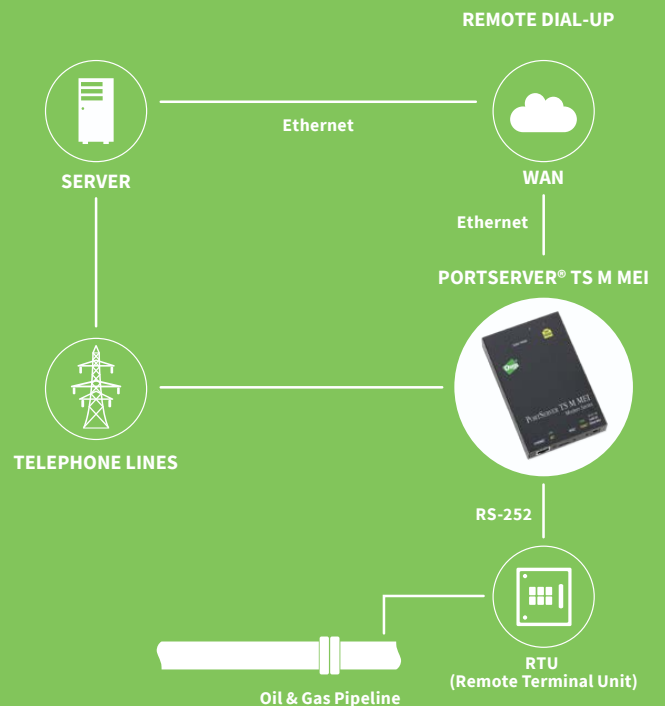 REMOTE DIAL-UP
Ethernet
SERVER
WAN
Ethernet
PORTSERVER® TS M MEI
Digi
PORTSERVER TS M MEI
TELEPHONE LINES
RS-252
RTU
(Remote Terminal Unit)
Oil & Gas Pipeline